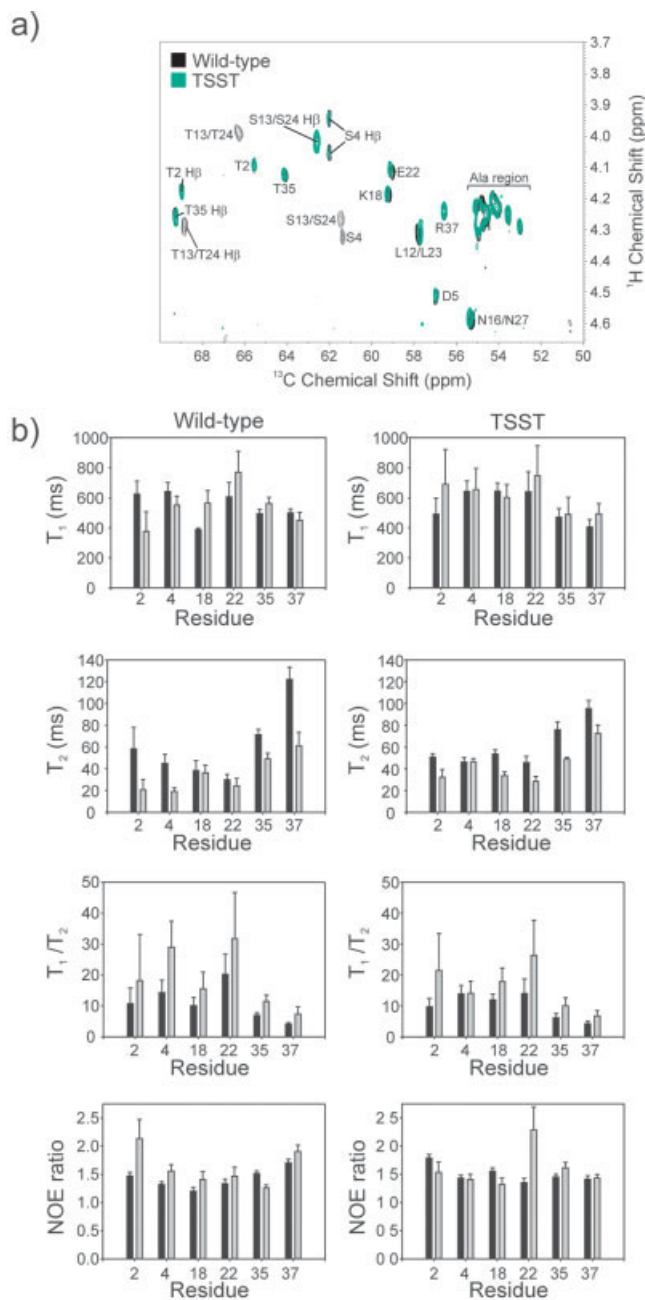 a)
Wild-type
TSST
S13/S24 Hβ
T13/T24
S4 Hβ
T2
E22
T2 Hβ
T35
K18
Ala region
T35 Hβ
S13/S24
R37
T13/T24 Hβ
S4
L12/L23
D5
N16/N27
3.7
3.8
3.9
4.0
4.1
4.2
4.3
4.4
4.5
4.6
¹H Chemical Shift (ppm)
68 66 64 62 60 58 56 54 52 50
¹³C Chemical Shift (ppm)
b)
Wild-type TSST
T₁ (ms)
1000
800
600
400
200
0
2 4 18 22 35 37
Residue
T₁ (ms)
1000
800
600
400
200
0
2 4 18 22 35 37
Residue
T₂ (ms)
140
120
100
80
60
40
20
0
2 4 18 22 35 37
Residue
T₂ (ms)
140
120
100
80
60
40
20
0
2 4 18 22 35 37
Residue
T₁/T₂
50
40
30
20
10
0
2 4 18 22 35 37
Residue
T₁/T₂
50
40
30
20
10
0
2 4 18 22 35 37
Residue
NOE ratio
2.5
2.0
1.5
1.0
0.5
0.0
2 4 18 22 35 37
Residue
NOE ratio
2.5
2.0
1.5
1.0
0.5
0.0
2 4 18 22 35 37
Residue